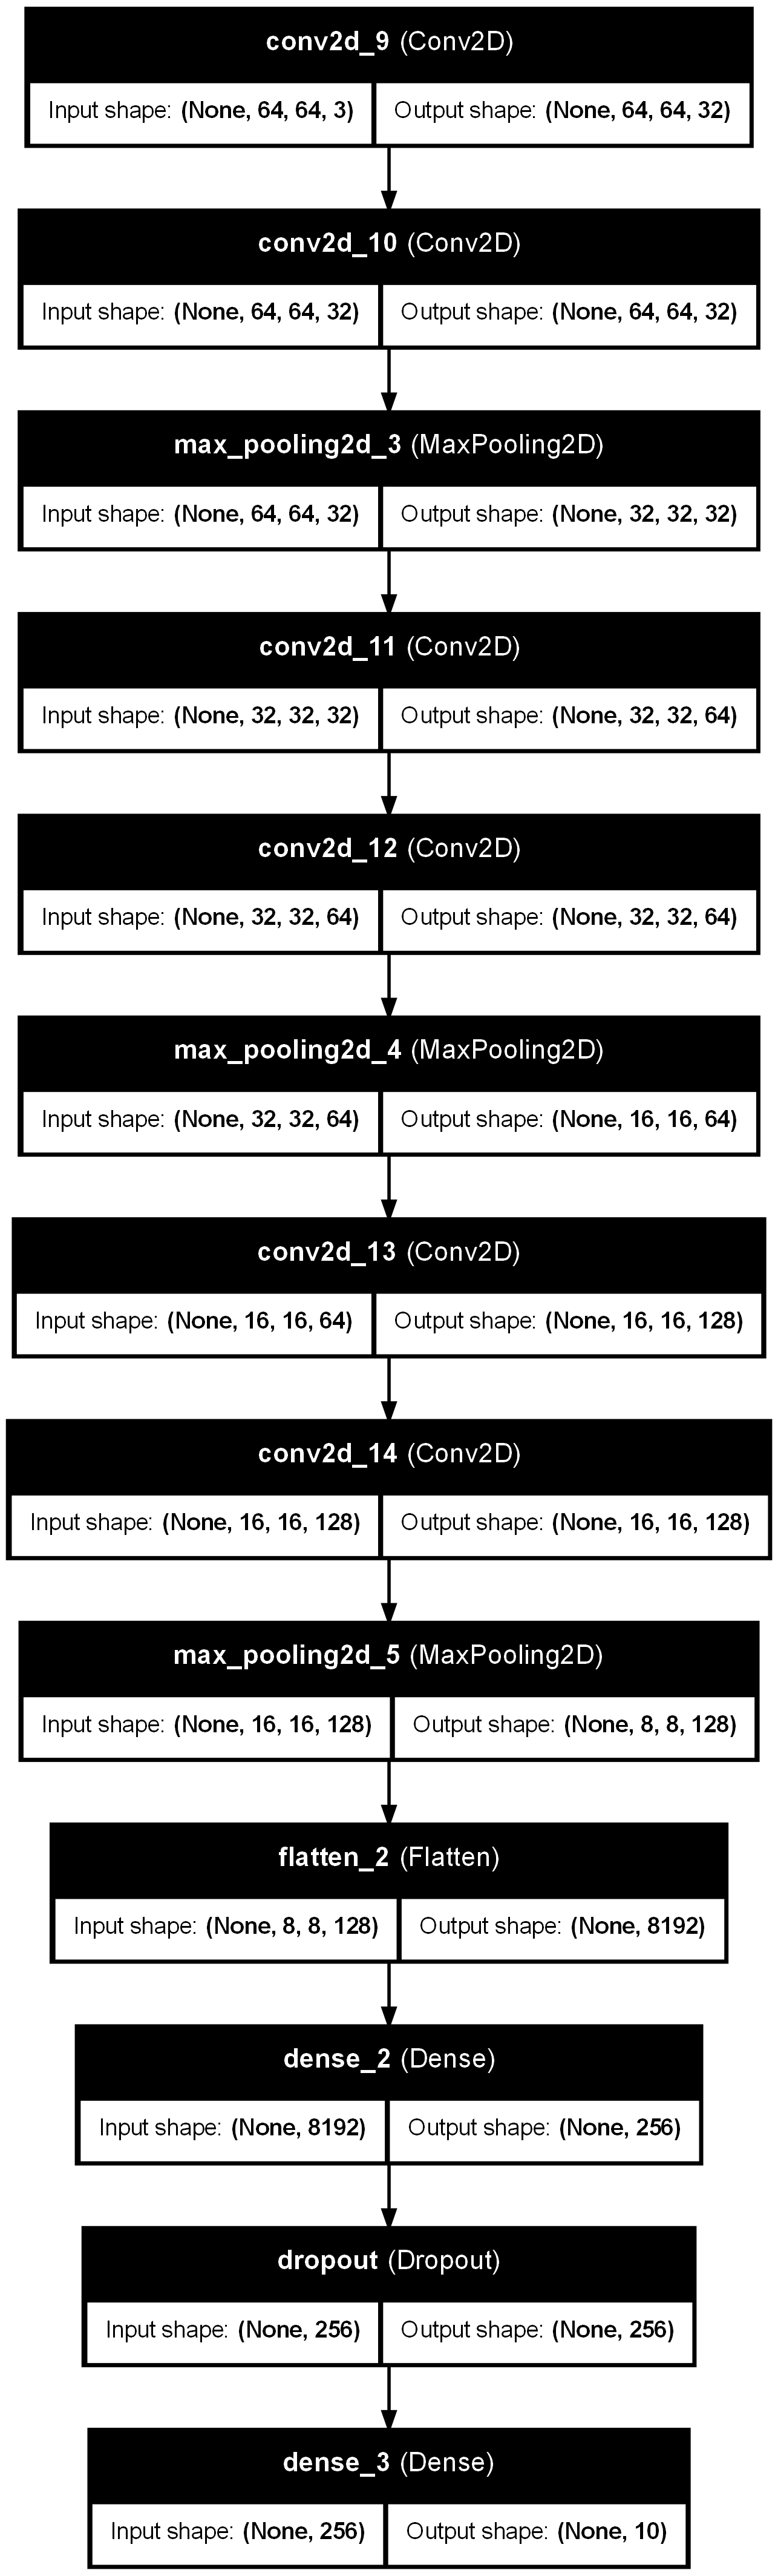 conv2d_9 (Conv2D)
Input shape: (None, 64, 64, 3) Output shape: (None, 64, 64, 32)
conv2d_10 (Conv2D)
Input shape: (None, 64, 64, 32) Output shape: (None, 64, 64, 32)
max_pooling2d_3 (MaxPooling2D)
Input shape: (None, 64, 64, 32) Output shape: (None, 32, 32, 32)
conv2d_11 (Conv2D)
Input shape: (None, 32, 32, 32) Output shape: (None, 32, 32, 64)
conv2d_12 (Conv2D)
Input shape: (None, 32, 32, 64) Output shape: (None, 32, 32, 64)
max_pooling2d_4 (MaxPooling2D)
Input shape: (None, 32, 32, 64) Output shape: (None, 16, 16, 64)
conv2d_13 (Conv2D)
Input shape: (None, 16, 16, 64) Output shape: (None, 16, 16, 128)
conv2d_14 (Conv2D)
Input shape: (None, 16, 16, 128) Output shape: (None, 16, 16, 128)
max_pooling2d_5 (MaxPooling2D)
Input shape: (None, 16, 16, 128) Output shape: (None, 8, 8, 128)
flatten_2 (Flatten)
Input shape: (None, 8, 8, 128) Output shape: (None, 8192)
dense_2 (Dense)
Input shape: (None, 8192) Output shape: (None, 256)
dropout (Dropout)
Input shape: (None, 256) Output shape: (None, 256)
dense_3 (Dense)
Input shape: (None, 256) Output shape: (None, 10)